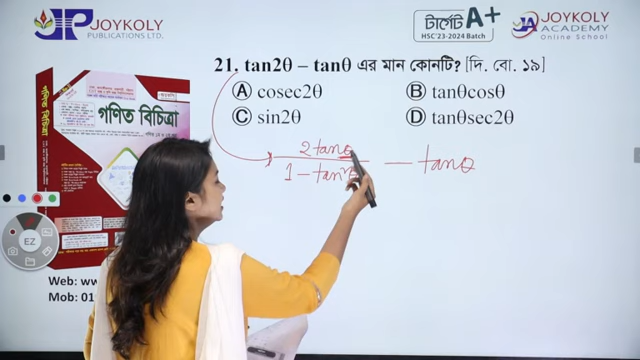 JP JOYKOLY
PUBLICATIONS LTD.
টার্গেট A+
HSC'23-2024 Batch
JA JOYKOLY
ACADEMY
Online School
21. tan2θ – tanθ এর মান কোনটি? [দি. বো. ১৯]
A cosec2θ
B tanθcosθ
C sin2θ
D tanθsec2θ
2tanθ
1 – tan²θ
— tanθ
গণিত বিচিত্রা
গণিত বিচিত্রা
EZ
Web: ww
Mob: 01